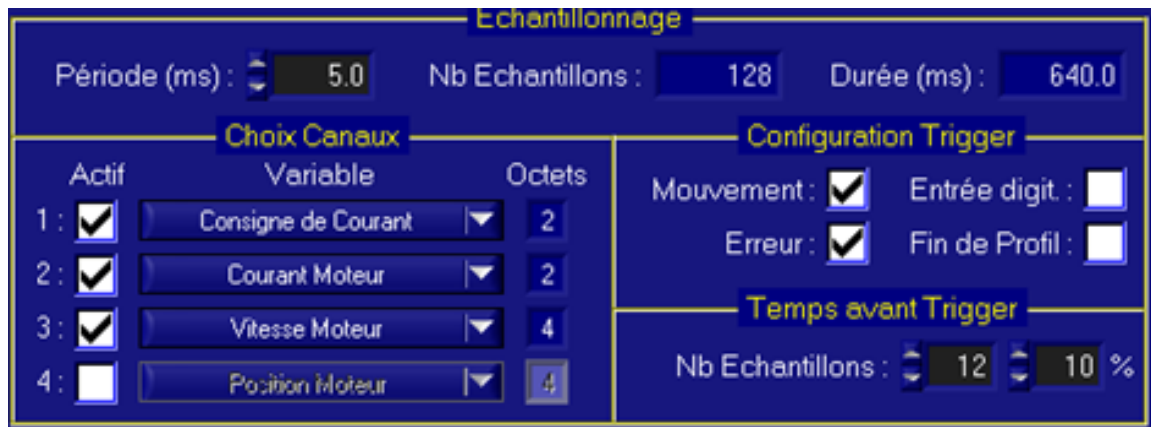 Echantillonnage
Période (ms) : 5.0 Nb Echantillons : 128 Durée (ms) : 640.0
Choix Canaux
Actif Variable Octets
1 : Consigne de Courant 2
2 : Courant Moteur 2
3 : Vitesse Moteur 4
4 : Position Moteur 4
Configuration Trigger
Mouvement : Entrée digit. :
Erreur : Fin de Profil :
Temps avant Trigger
Nb Echantillons : 12 10 %